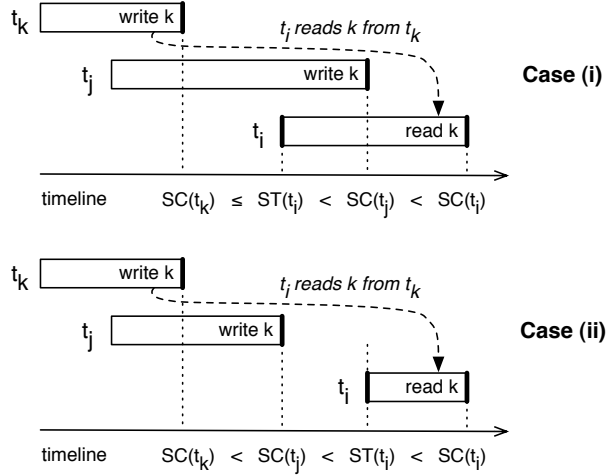 t_k write k
t_i reads k from t_k
t_j write k
Case (i)
t_i read k
timeline SC(t_k) ≤ ST(t_i) < SC(t_j) < SC(t_i)
t_k write k
t_i reads k from t_k
t_j write k
Case (ii)
t_i read k
timeline SC(t_k) < SC(t_j) < ST(t_i) < SC(t_i)